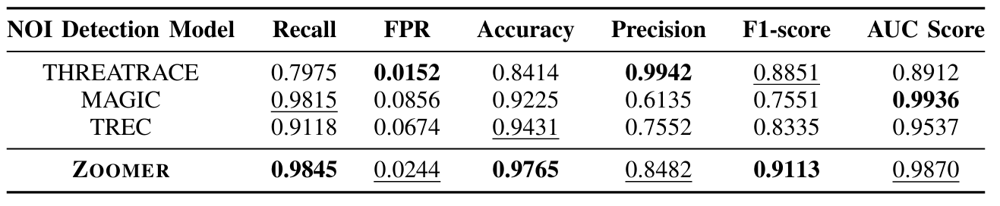 NOI Detection Model Recall FPR Accuracy Precision F1-score AUC Score
THREATRACE 0.7975 0.0152 0.8414 0.9942 0.8851 0.8912
MAGIC 0.9815 0.0856 0.9225 0.6135 0.7551 0.9936
TREC 0.9118 0.0674 0.9431 0.7552 0.8335 0.9537
ZOOMER 0.9845 0.0244 0.9765 0.8482 0.9113 0.9870